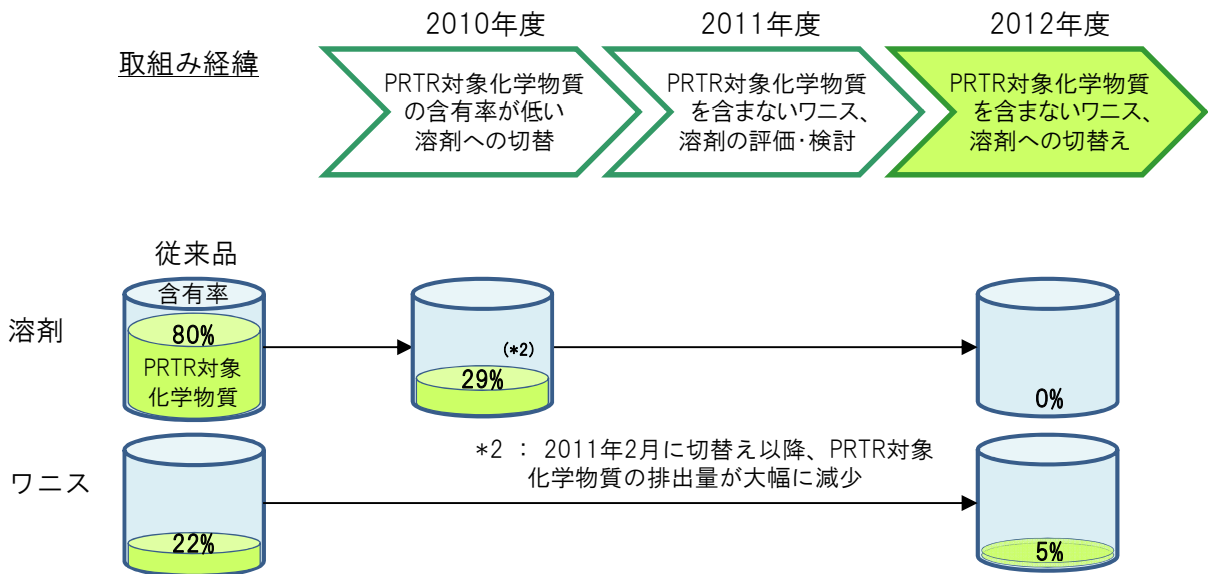 2010年度
2011年度
2012年度
取組み経緯
PRTR対象化学物質
の含有率が低い
溶剤への切替
PRTR対象化学物質
を含まないワニス、
溶剤の評価・検討
PRTR対象化学物質
を含まないワニス、
溶剤への切替え
従来品
含有率
溶剤
80%
PRTR対象
化学物質
(*2)
29%
0%
*2 : 2011年2月に切替え以降、PRTR対象
化学物質の排出量が大幅に減少
ワニス
22%
5%